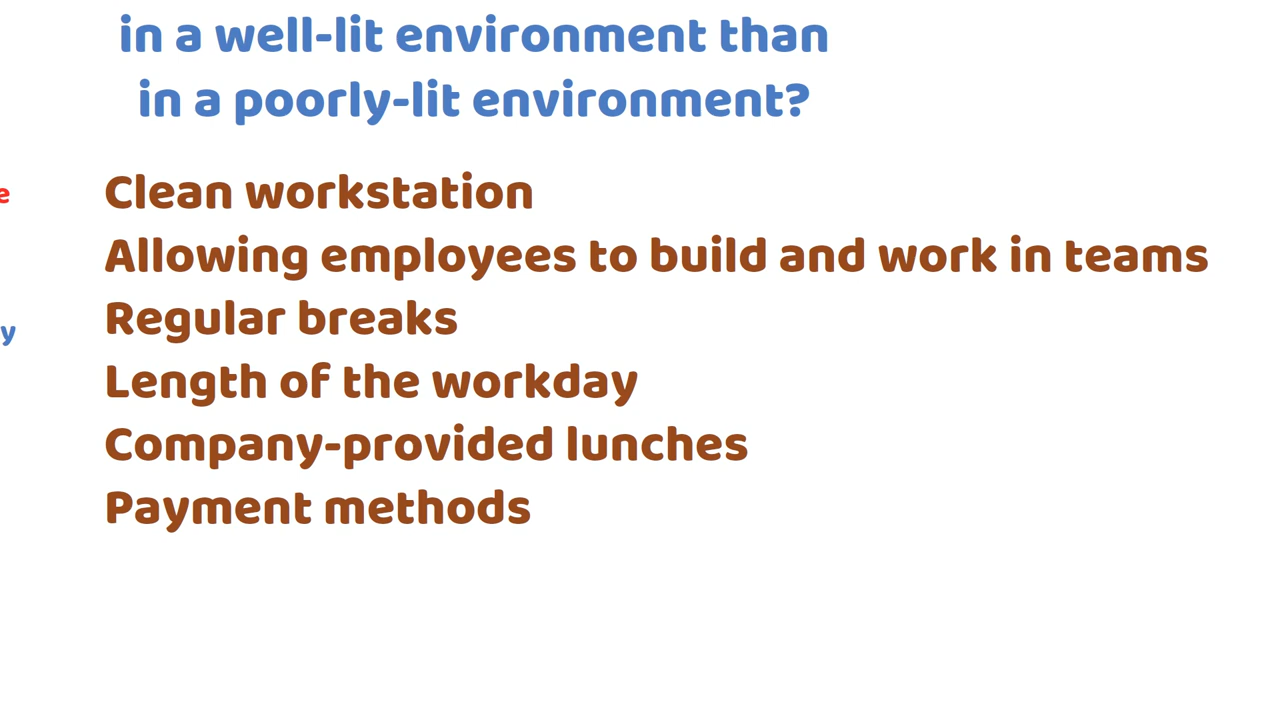 in a well-lit environment than
in a poorly-lit environment?
Clean workstation
Allowing employees to build and work in teams
Regular breaks
Length of the workday
Company-provided lunches
Payment methods